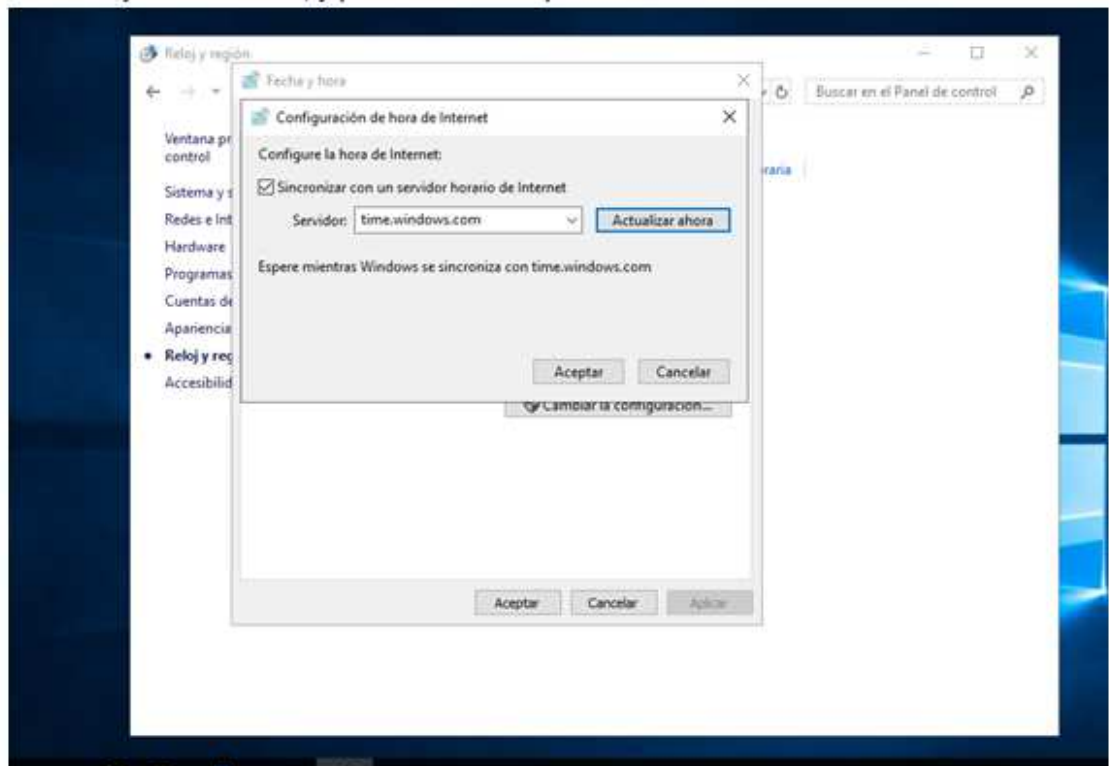 Reloj y región
Fecha y hora
Buscar en el Panel de control
Configuración de hora de Internet
Ventana pr
control
Configure la hora de Internet:
raria
Sistema y s
Sincronizar con un servidor horario de Internet
Redes e Int
Servidor: time.windows.com Actualizar ahora
Hardware
Espere mientras Windows se sincroniza con time.windows.com
Programas
Cuentas de
Apariencia
Reloj y reg
Aceptar Cancelar
Accesibilid
Cambiar la configuración...
Aceptar Cancelar Aplicar